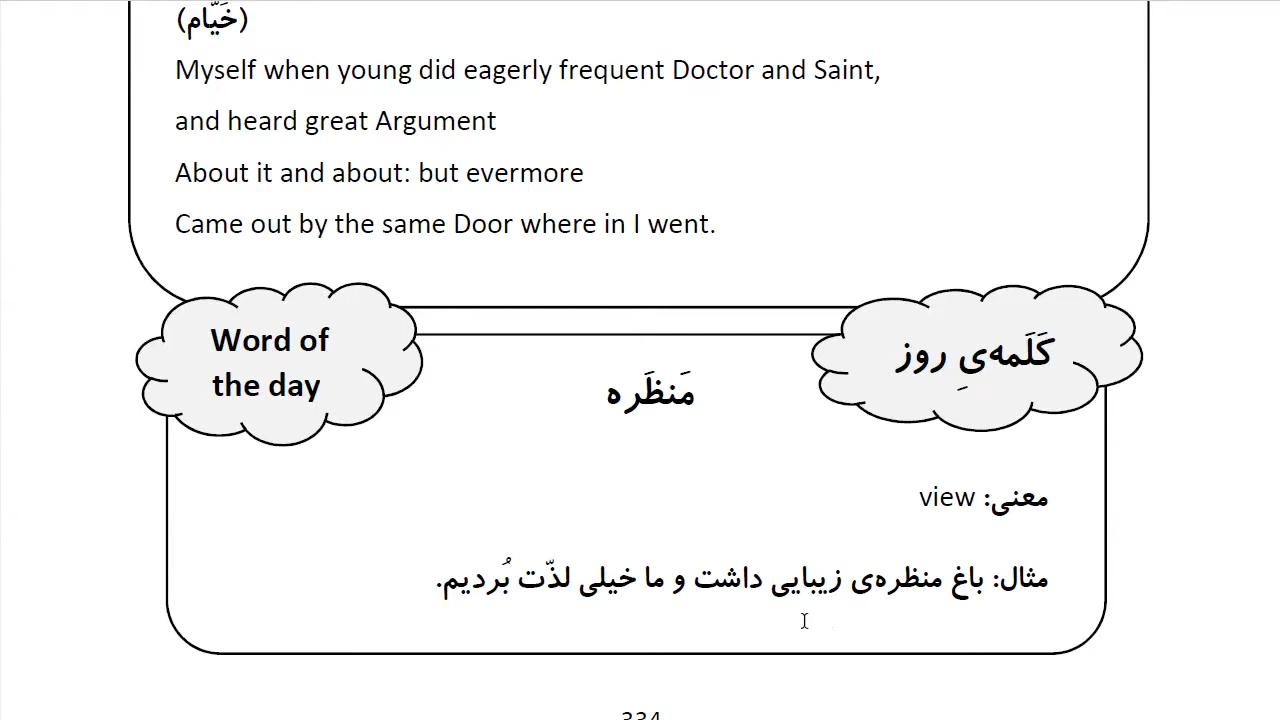 (خَیّام)
Myself when young did eagerly frequent Doctor and Saint,
and heard great Argument
About it and about: but evermore
Came out by the same Door where in I went.
Word of
the day
کَلَمه‌یِ روز
مَنظَره
معنی: view
مثال: باغ منظره‌ی زیبایی داشت و ما خیلی لذّت بُردیم.
334